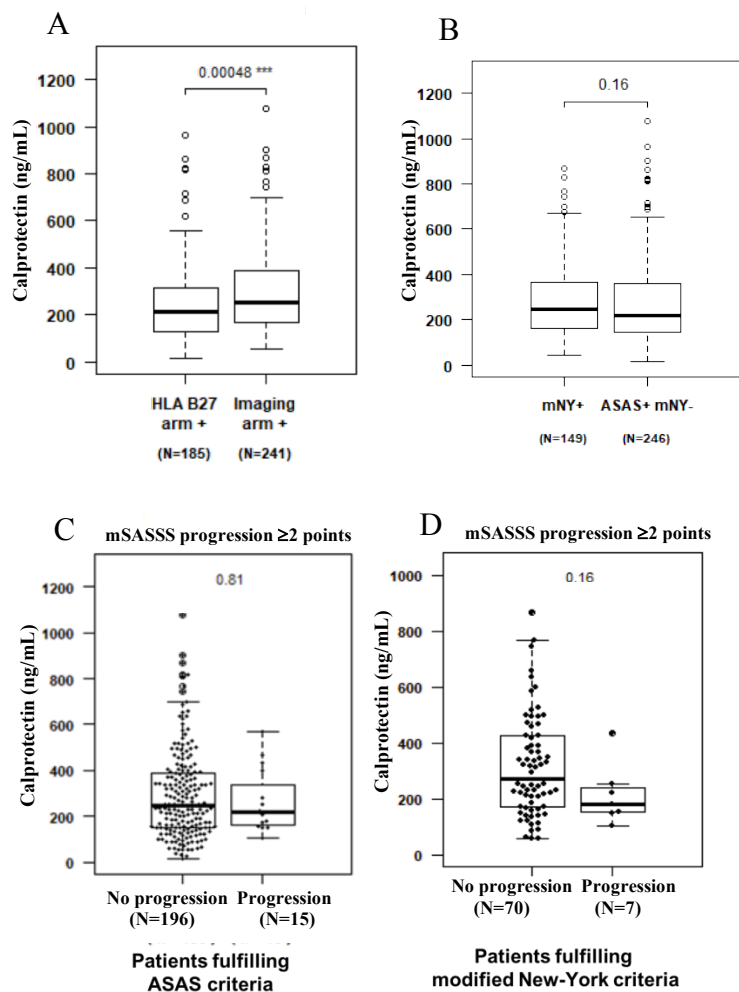 A
Calprotectin (ng/mL)
1200
1000
800
600
400
200
0
0.00048 ***
HLA B27 Imaging
arm + arm +
(N=185) (N=241)
B
Calprotectin (ng/mL)
1200
1000
800
600
400
200
0
0.16
mNY+ ASAS+ mNY-
(N=149) (N=246)
C
mSASSS progression ≥2 points
Calprotectin (ng/mL)
1200
1000
800
600
400
200
0
0.81
No progression Progression
(N=196) (N=15)
Patients fulfilling
ASAS criteria
D
mSASSS progression ≥2 points
Calprotectin (ng/mL)
1000
800
600
400
200
0
0.16
No progression Progression
(N=70) (N=7)
Patients fulfilling
modified New-York criteria